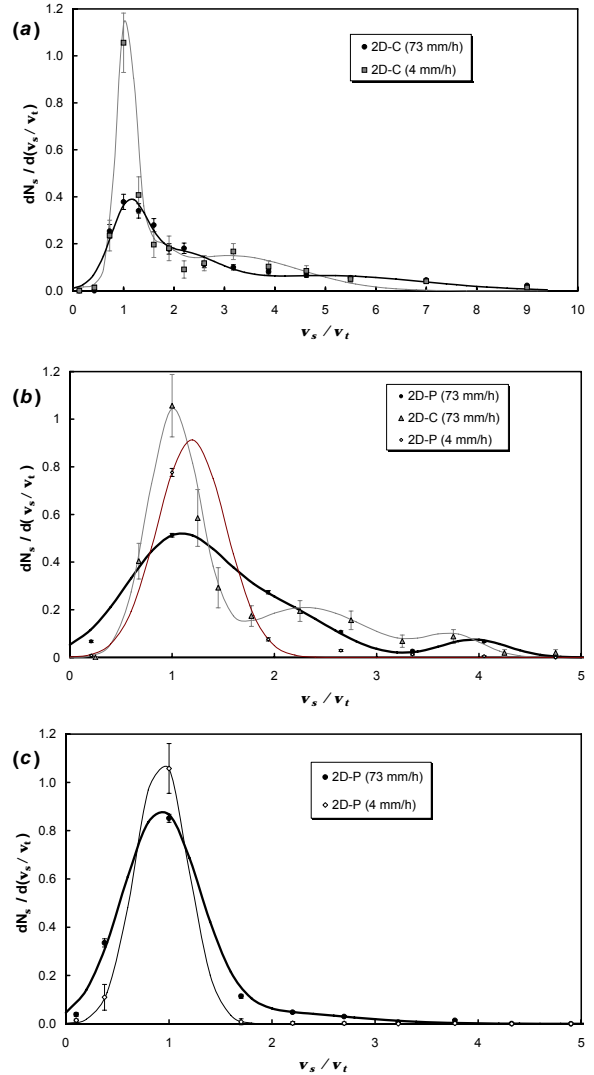 (a)
2D-C (73 mm/h)
2D-C (4 mm/h)
dNs / d(vs/ vt)
1.2
1.0
0.8
0.6
0.4
0.2
0.0
0 1 2 3 4 5 6 7 8 9 10
vs / vt
(b)
2D-P (73 mm/h)
2D-C (73 mm/h)
2D-P (4 mm/h)
dNs / d(vs/ vt)
1.2
1
0.8
0.6
0.4
0.2
0
0 1 2 3 4 5
vs / vt
(c)
2D-P (73 mm/h)
2D-P (4 mm/h)
dNs / d(vs/ vt)
1.2
1.0
0.8
0.6
0.4
0.2
0.0
0 1 2 3 4 5
vs / vt